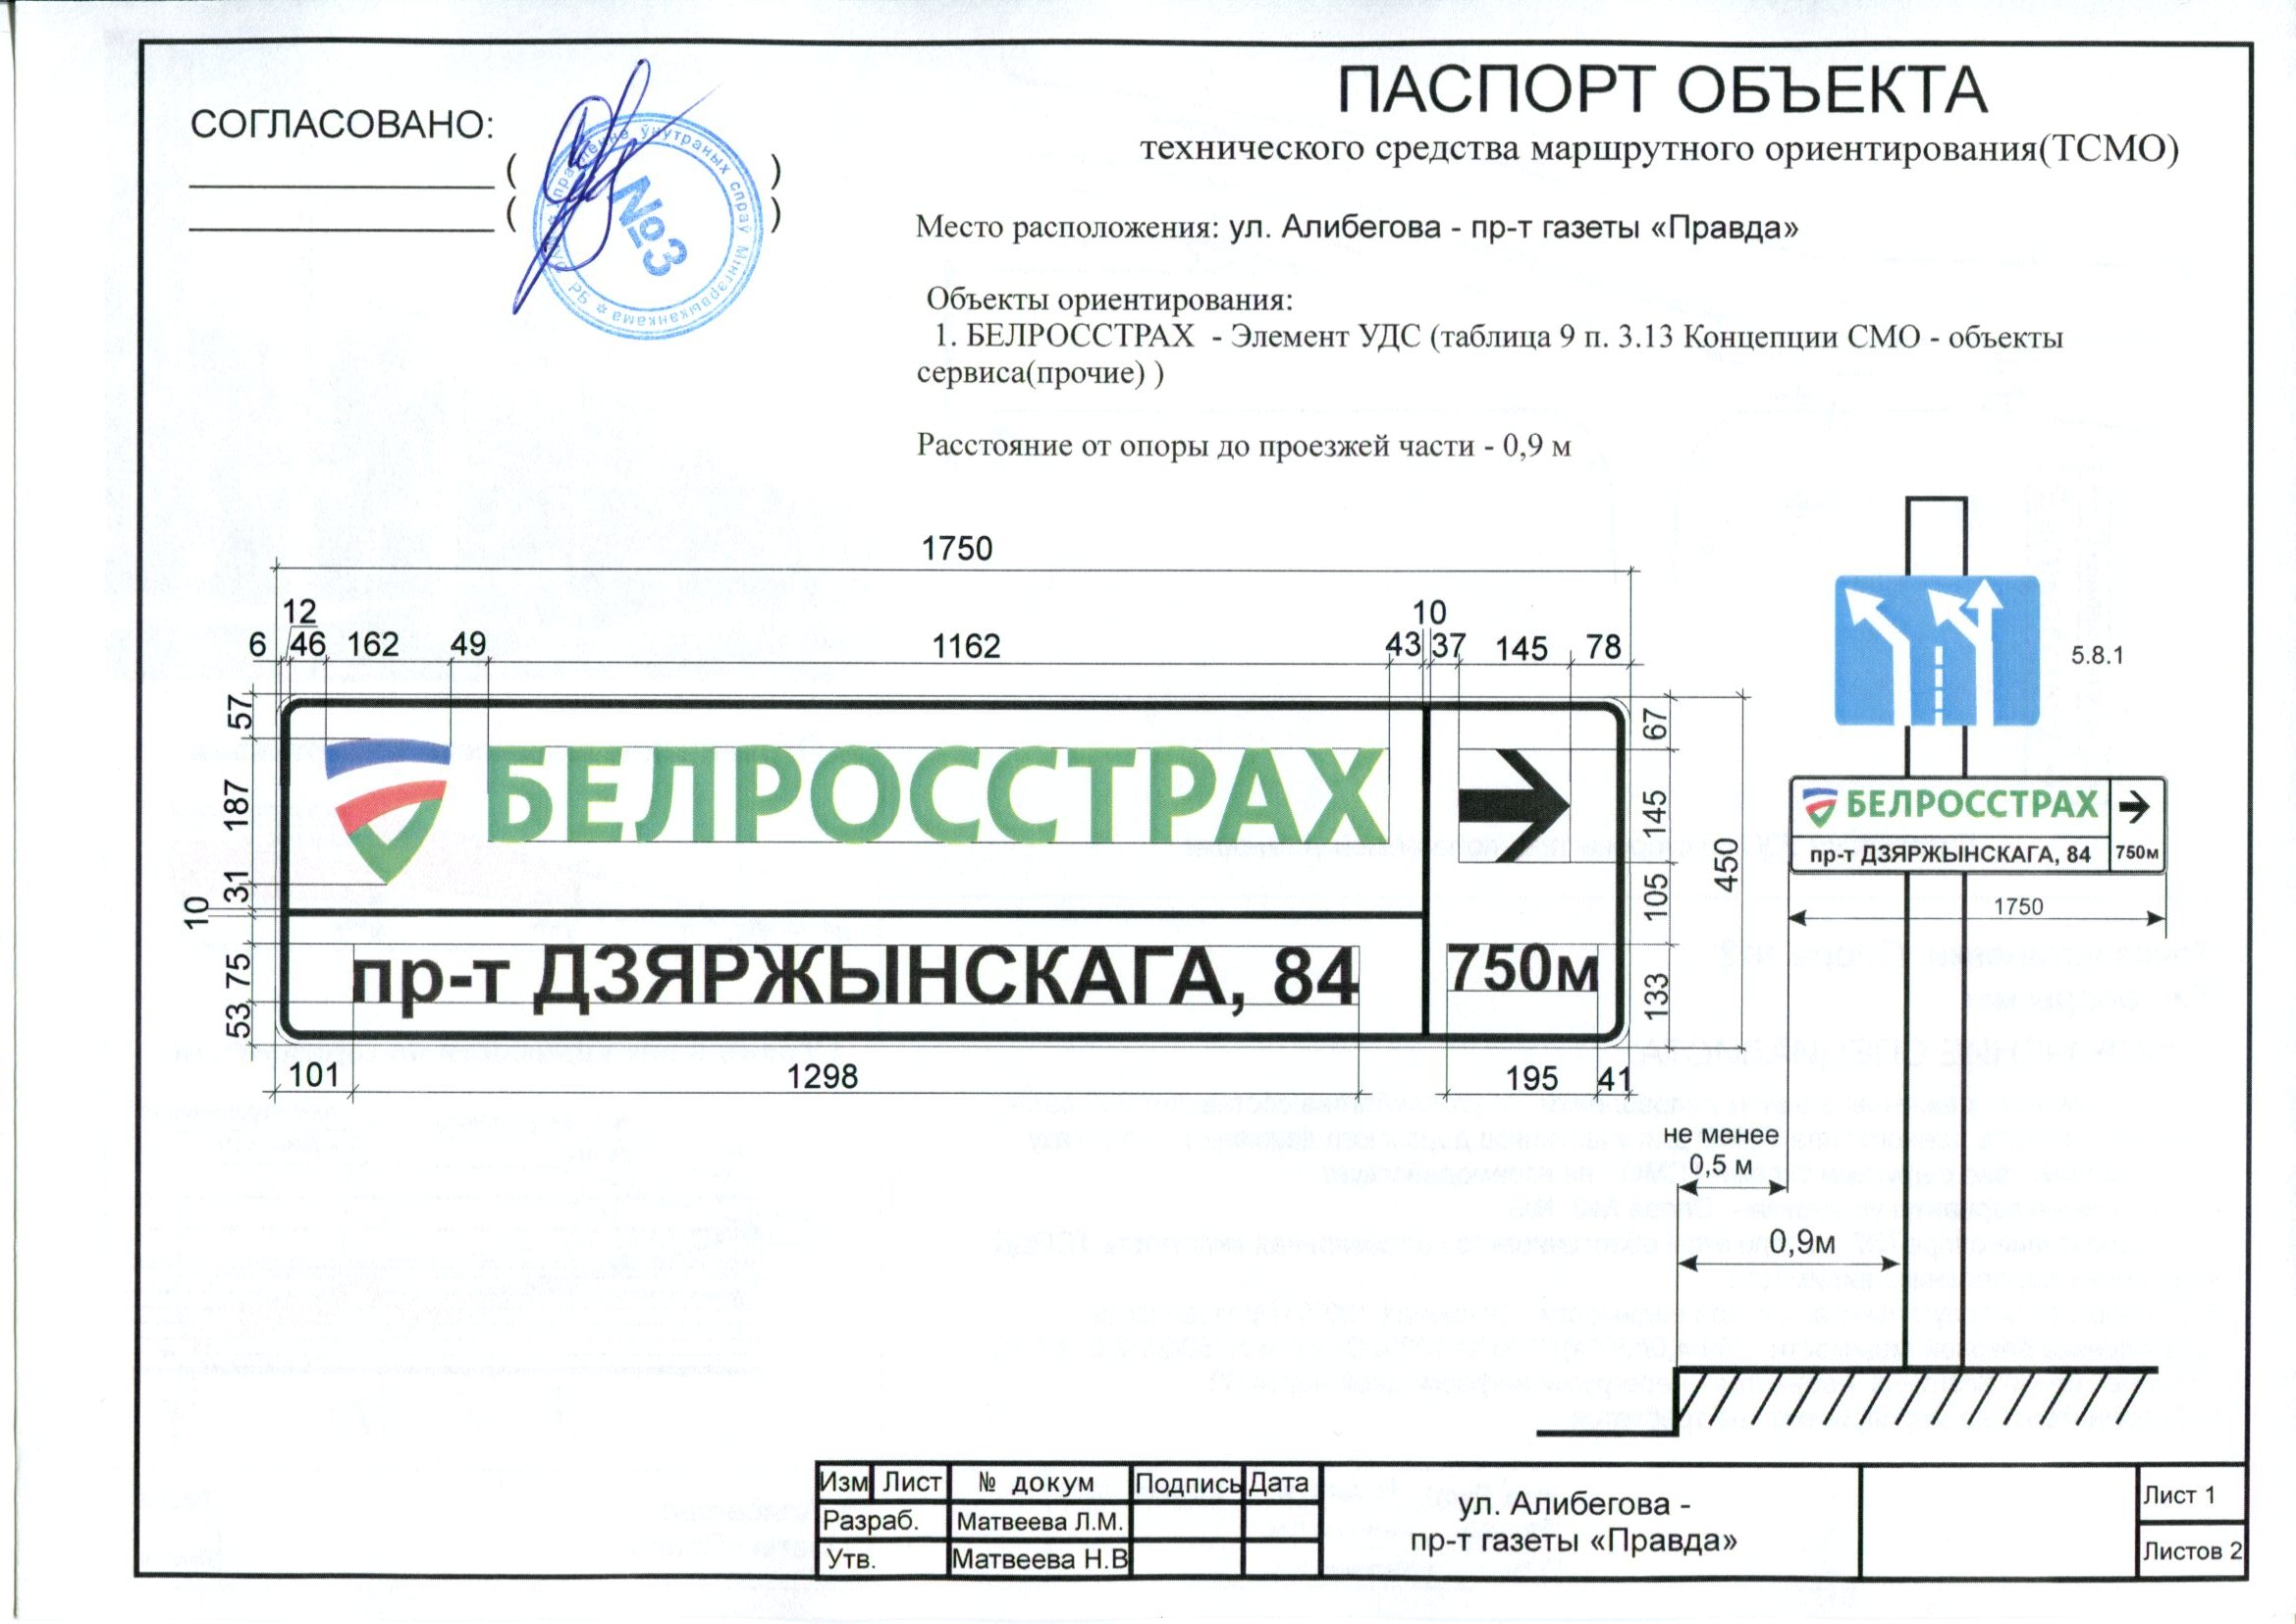 СОГЛАСОВАНО:
( )
( )
Упраўленне ўнутраных спраў Мінгарвыканкама
РБ
№3
ПАСПОРТ ОБЪЕКТА
технического средства маршрутного ориентирования(ТСМО)
Место расположения: ул. Алибегова - пр-т газеты «Правда»
Объекты ориентирования:
1. БЕЛРОССТРАХ - Элемент УДС (таблица 9 п. 3.13 Концепции СМО - объекты
сервиса(прочие) )
Расстояние от опоры до проезжей части - 0,9 м
1750
12 10
6 46 162 49 1162 43 37 145 78
57 187 31 10 75 53
БЕЛРОССТРАХ
пр-т ДЗЯРЖЫНСКАГА, 84 750м
67 145 105 133
450
101 1298 195 41
5.8.1
БЕЛРОССТРАХ
пр-т ДЗЯРЖЫНСКАГА, 84 750м
1750
не менее
0,5 м
0,9м
Изм Лист № докум Подпись Дата
Разраб. Матвеева Л.М.
Утв. Матвеева Н.В
ул. Алибегова -
пр-т газеты «Правда»
Лист 1
Листов 2